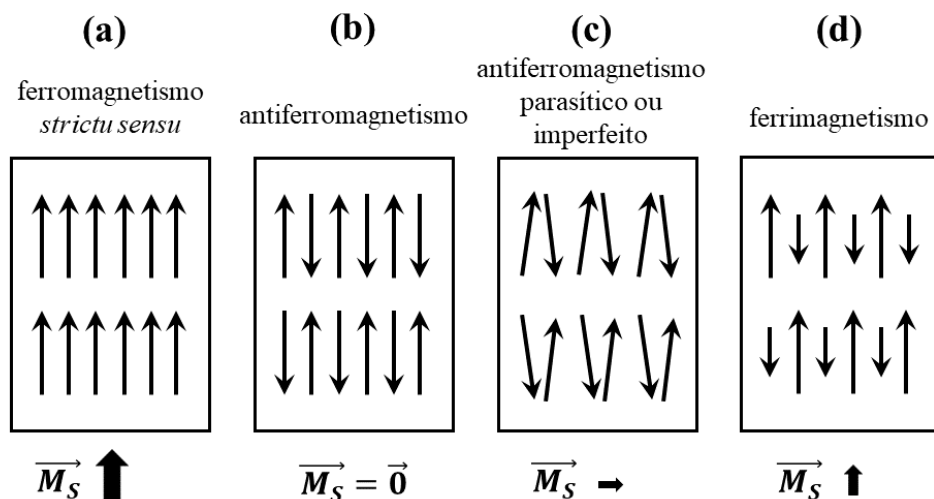 (a)
ferromagnetismo
strictu sensu
M_S
(b)
antiferromagnetismo
M_S = 0
(c)
antiferromagnetismo
parasítico ou
imperfeito
M_S
(d)
ferrimagnetismo
M_S